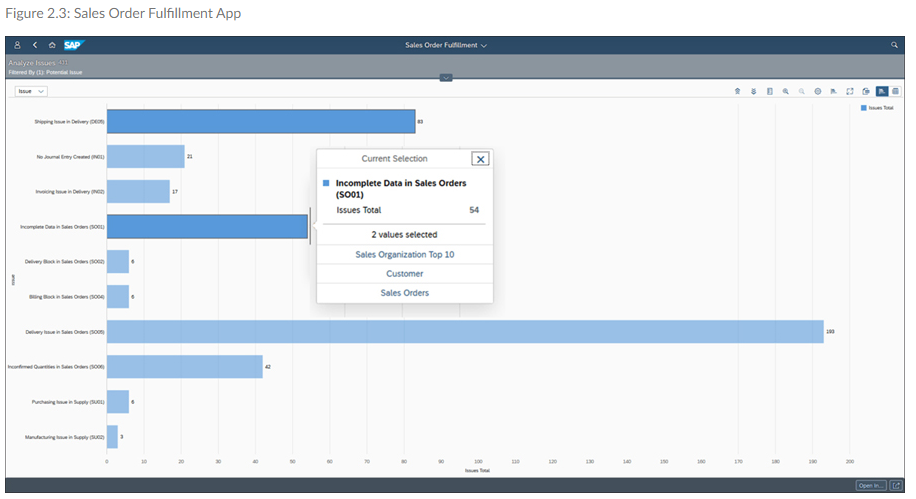 Figure 2.3: Sales Order Fulfillment App
SAP
Sales Order Fulfillment
Analyze Issues
Filtered By (1): Potential Issue
Issue
Issues Total
Shipping Issue in Delivery (DE05)
83
No Journal Entry Created (IN01)
21
Invoicing Issue in Delivery (IN02)
17
Incomplete Data in Sales Orders (SO01)
Delivery Block in Sales Orders (SO02)
6
Billing Block in Sales Orders (SO04)
6
Delivery Issue in Sales Orders (SO05)
193
Inconfirmed Quantities in Sales Orders (SO06)
42
Purchasing Issue in Supply (SU01)
6
Manufacturing Issue in Supply (SU02)
3
Issue
Current Selection
Incomplete Data in Sales Orders
(SO01)
Issues Total 54
2 values selected
Sales Organization Top 10
Customer
Sales Orders
0 10 20 30 40 50 60 70 80 90 100 110 120 130 140 150 160 170 180 190 200
Issues Total
Open In...